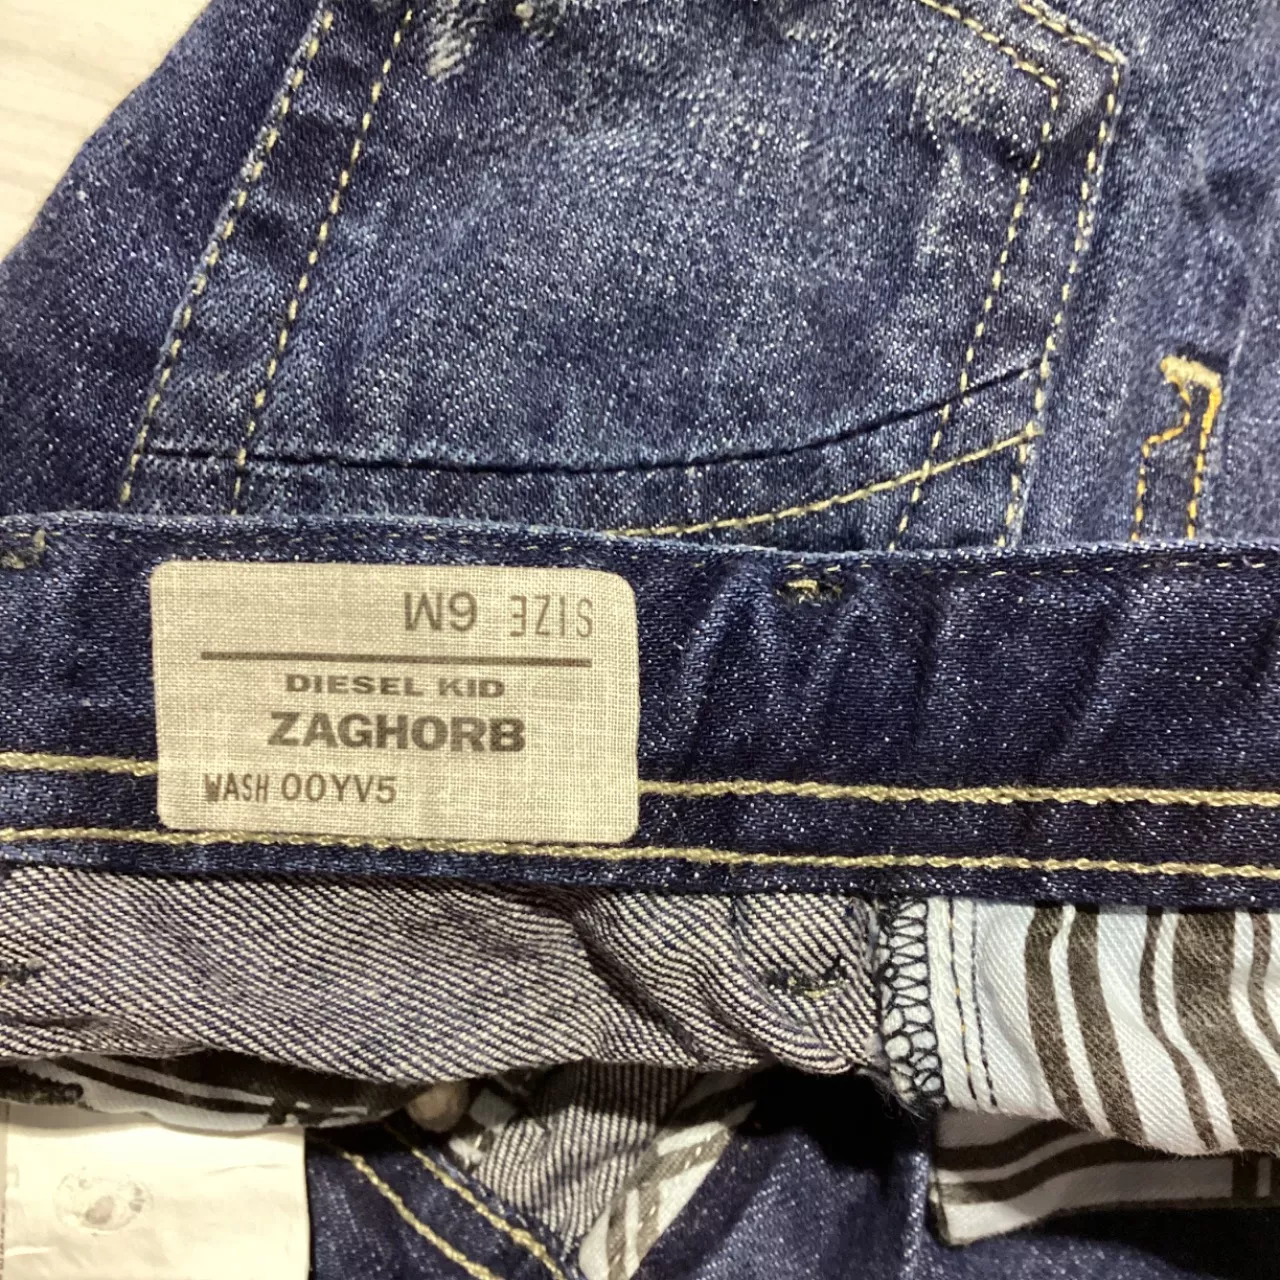 SIZE 6M
DIESEL KID
ZAGHORB
WASH 00YV5